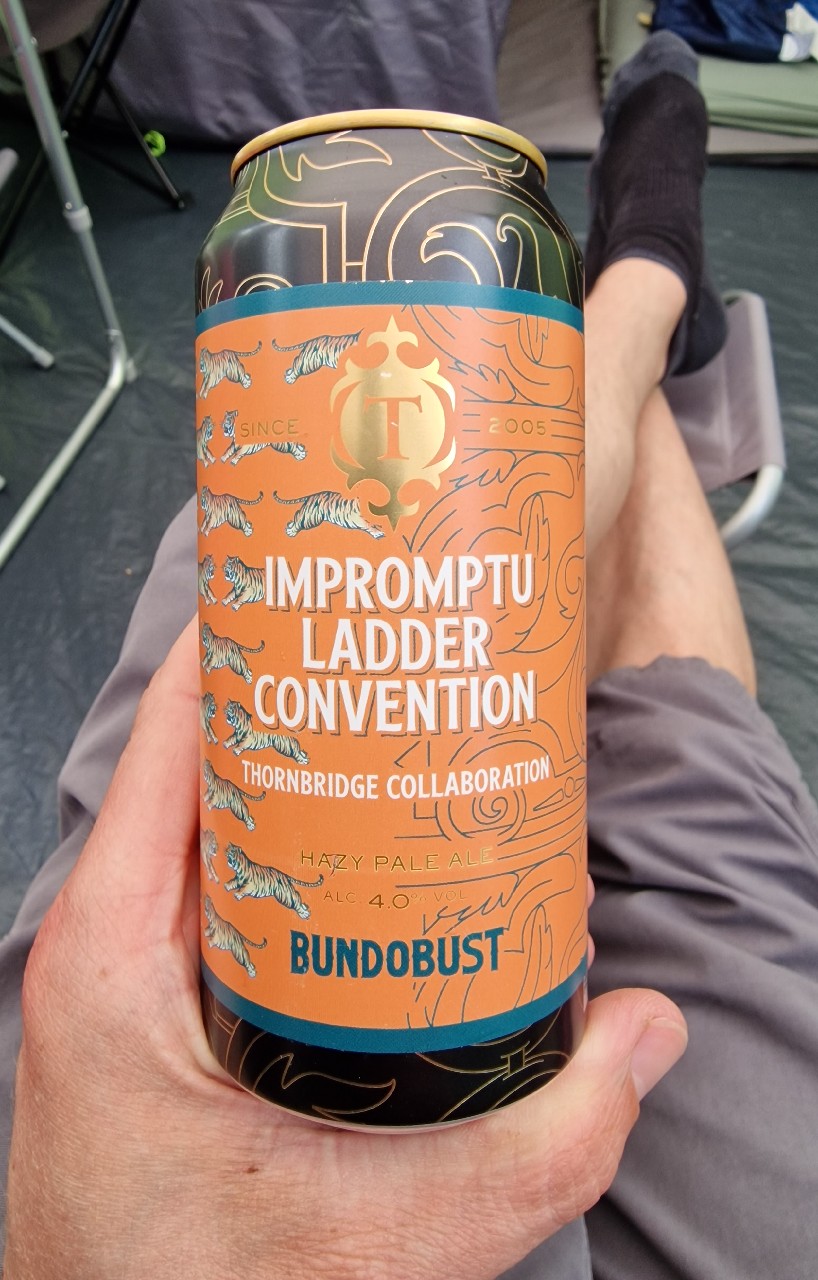 T
SINCE 2005
IMPROMPTU
LADDER
CONVENTION
THORNBRIDGE COLLABORATION
HAZY PALE ALE
ALC. 4.0% VOL
BUNDOBUST